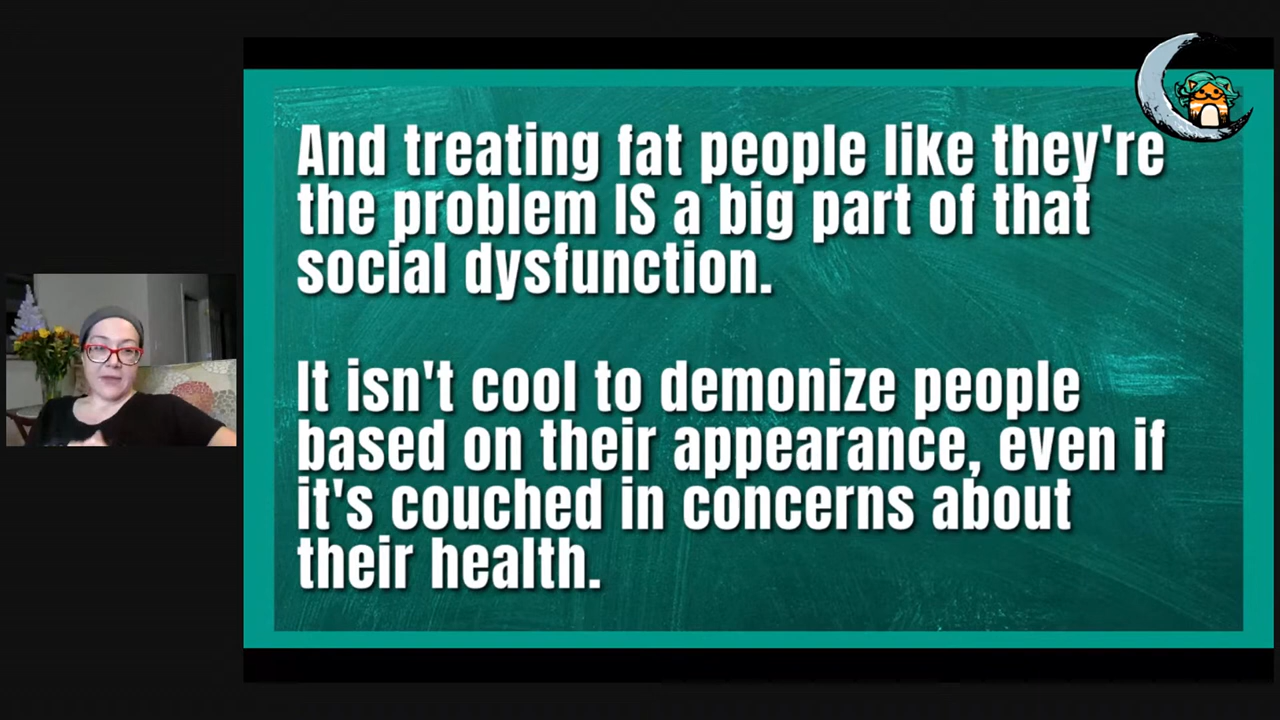 And treating fat people like they're
the problem IS a big part of that
social dysfunction.
It isn't cool to demonize people
based on their appearance, even if
it's couched in concerns about
their health.